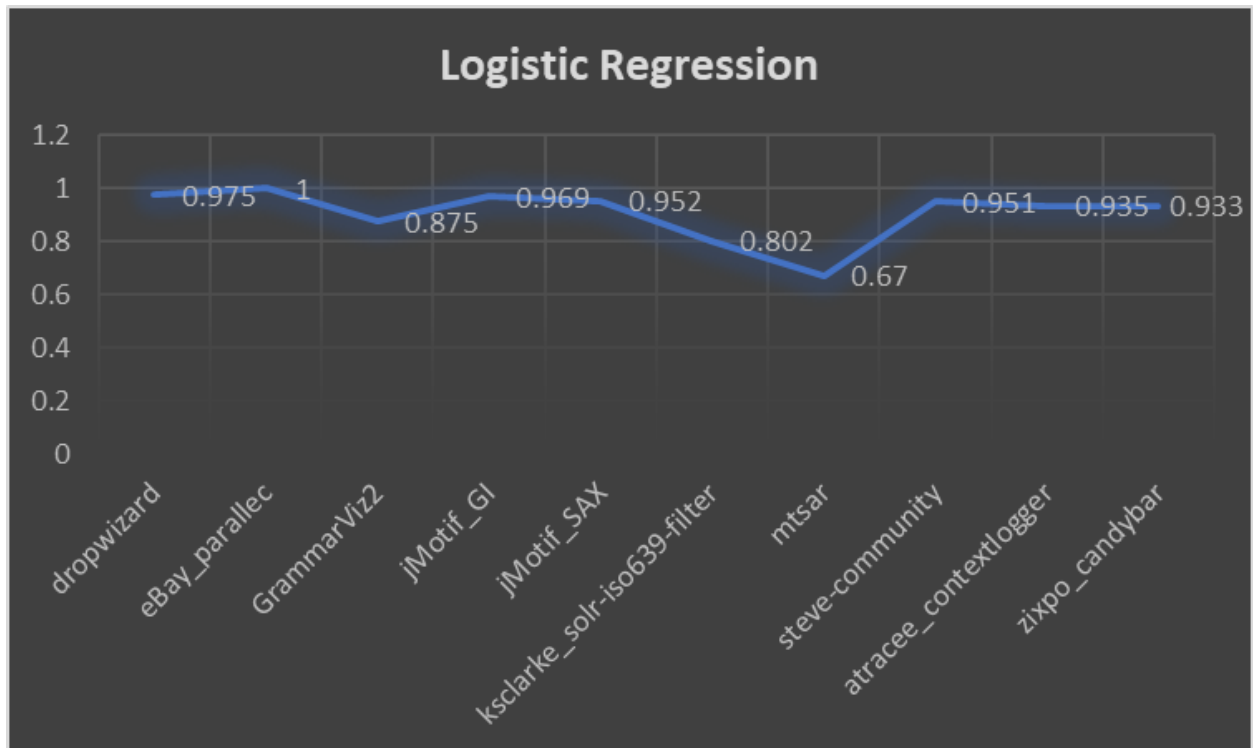 Logistic Regression
1.2
1
0.8
0.6
0.4
0.2
0
0.975
1
0.875
0.969
0.952
0.802
0.67
0.951
0.935
0.933
dropwizard
eBay_parallec
GrammarViz2
jMotif_GI
jMotif_SAX
ksclarke_solr-iso639-filter
mtsar
steve-community
atracee_contextlogger
zixpo_candybar